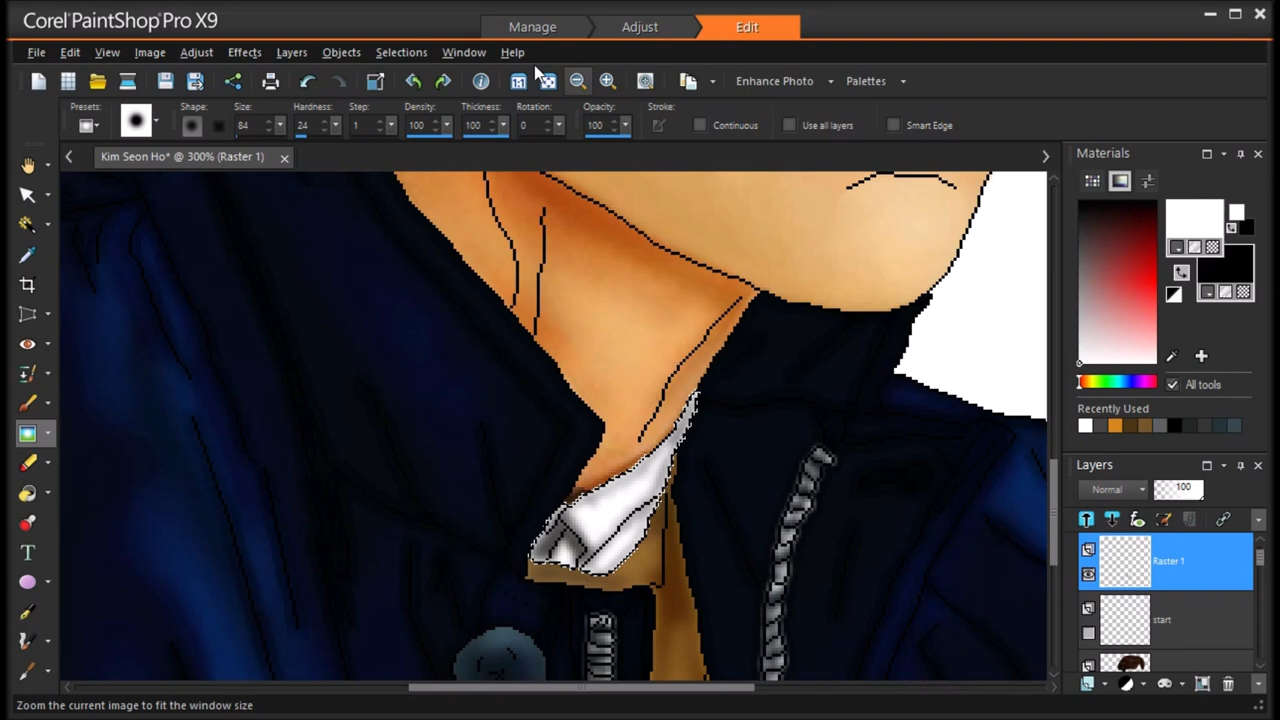 Corel PaintShop Pro X9
Manage Adjust Edit
File Edit View Image Adjust Effects Layers Objects Selections Window Help
1:1 Enhance Photo Palettes
Presets: Shape: Size: Hardness: Step: Density: Thickness: Rotation: Opacity: Stroke:
84 24 1 100 100 0 100 Continuous Use all layers Smart Edge
Kim Seon Ho* @ 300% (Raster 1)
Materials
All tools
Recently Used
Layers
Normal 100
Raster 1
start
Zoom the current image to fit the window size